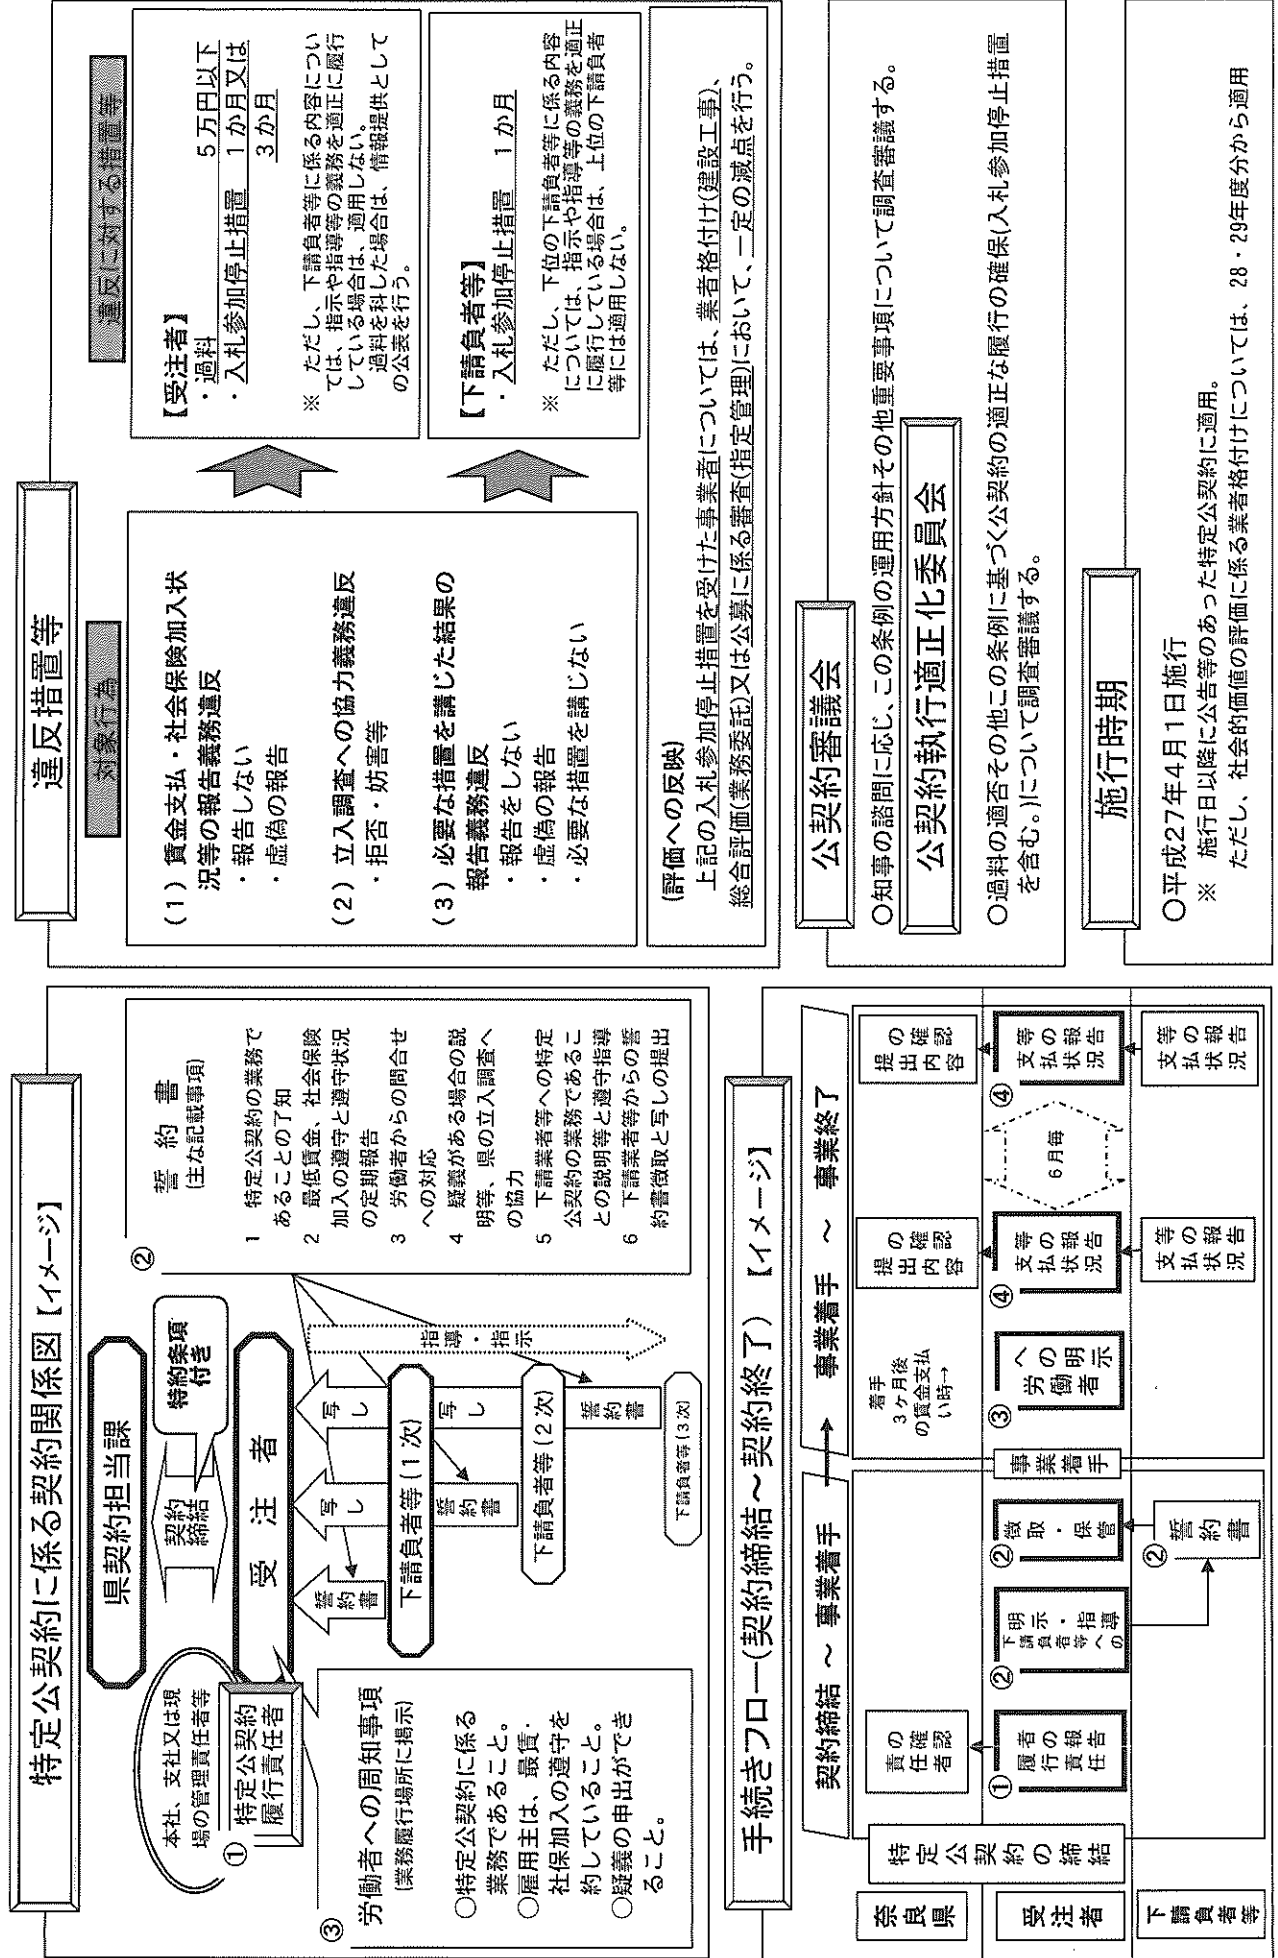 特定公契約に係る契約関係図【イメージ】
本社、支社又は現
場の管理責任者等
県契約担当課
契約
締結
特約条項
付き
①
特定公契約
履行責任者
受注者
誓約書
写し
写し
下請負者等(1次)
誓約書
写し
下請負者等(2次)
誓約書
下請負者等(3次)
指導・指示
③
労働者への周知事項
(業務履行場所に掲示)
○特定公契約に係る
業務であること。
○雇用主は、最賃・
社保加入の遵守を
約していること。
○疑義の申出ができ
ること。
②
誓約書
(主な記載事項)
1 特定公契約の業務で
あることの了知
2 最低賃金、社会保険
加入の遵守と遵守状況
の定期報告
3 労働者からの問合せ
への対応
4 疑義がある場合の説
明等、県の立入調査へ
の協力
5 下請業者等への特定
公契約の業務であるこ
との説明等と遵守指導
6 下請業者等からの誓
約書徴取と写しの提出
手続きフロー(契約締結~契約終了)【イメージ】
契約締結 ~ 事業着手
事業着手 ~ 事業終了
奈良県
受注者
下請負者等
特定公契約の締結
責任者の確認
①
履行責任者の報告
②
下請負者等への
明示・指導
②
徴取・保管
②
誓約書
事業着手
着手
3ヶ月後
の賃金支払
い時→
③
労働者への明示
提出内容の確認
④
支払状況等の報告
支払状況等の報告
6月毎
提出内容の確認
④
支払状況等の報告
支払状況等の報告
違反措置等
対象行為
(1)賃金支払・社会保険加入状
況等の報告義務違反
・報告しない
・虚偽の報告
(2)立入調査への協力義務違反
・拒否・妨害等
(3)必要な措置を講じた結果の
報告義務違反
・報告をしない
・虚偽の報告
・必要な措置を講じない
違反に対する措置等
【受注者】
・過料 5万円以下
・入札参加停止措置 1か月又は
3か月
※ ただし、下請負者等に係る内容につい
ては、指示や指導等の義務を適正に履行
している場合は、適用しない。
過料を科した場合は、情報提供として
の公表を行う。
【下請負者等】
・入札参加停止措置 1か月
※ ただし、下位の下請負者等に係る内容
については、指示や指導等の義務を適正
に履行している場合は、上位の下請負者
等には適用しない。
(評価への反映)
上記の入札参加停止措置を受けた事業者については、業者格付け(建設工事)、
総合評価(業務委託)又は公募に係る審査(指定管理)において、一定の減点を行う。
公契約審議会
○知事の諮問に応じ、この条例の運用方針その他重要事項について調査審議する。
公契約執行適正化委員会
○過料の適否その他この条例に基づく公契約の適正な履行の確保(入札参加停止措置
を含む。)について調査審議する。
施行時期
○平成27年4月1日施行
※ 施行日以降に公告等のあった特定公契約に適用。
ただし、社会的価値の評価に係る業者格付けについては、28・29年度分から適用